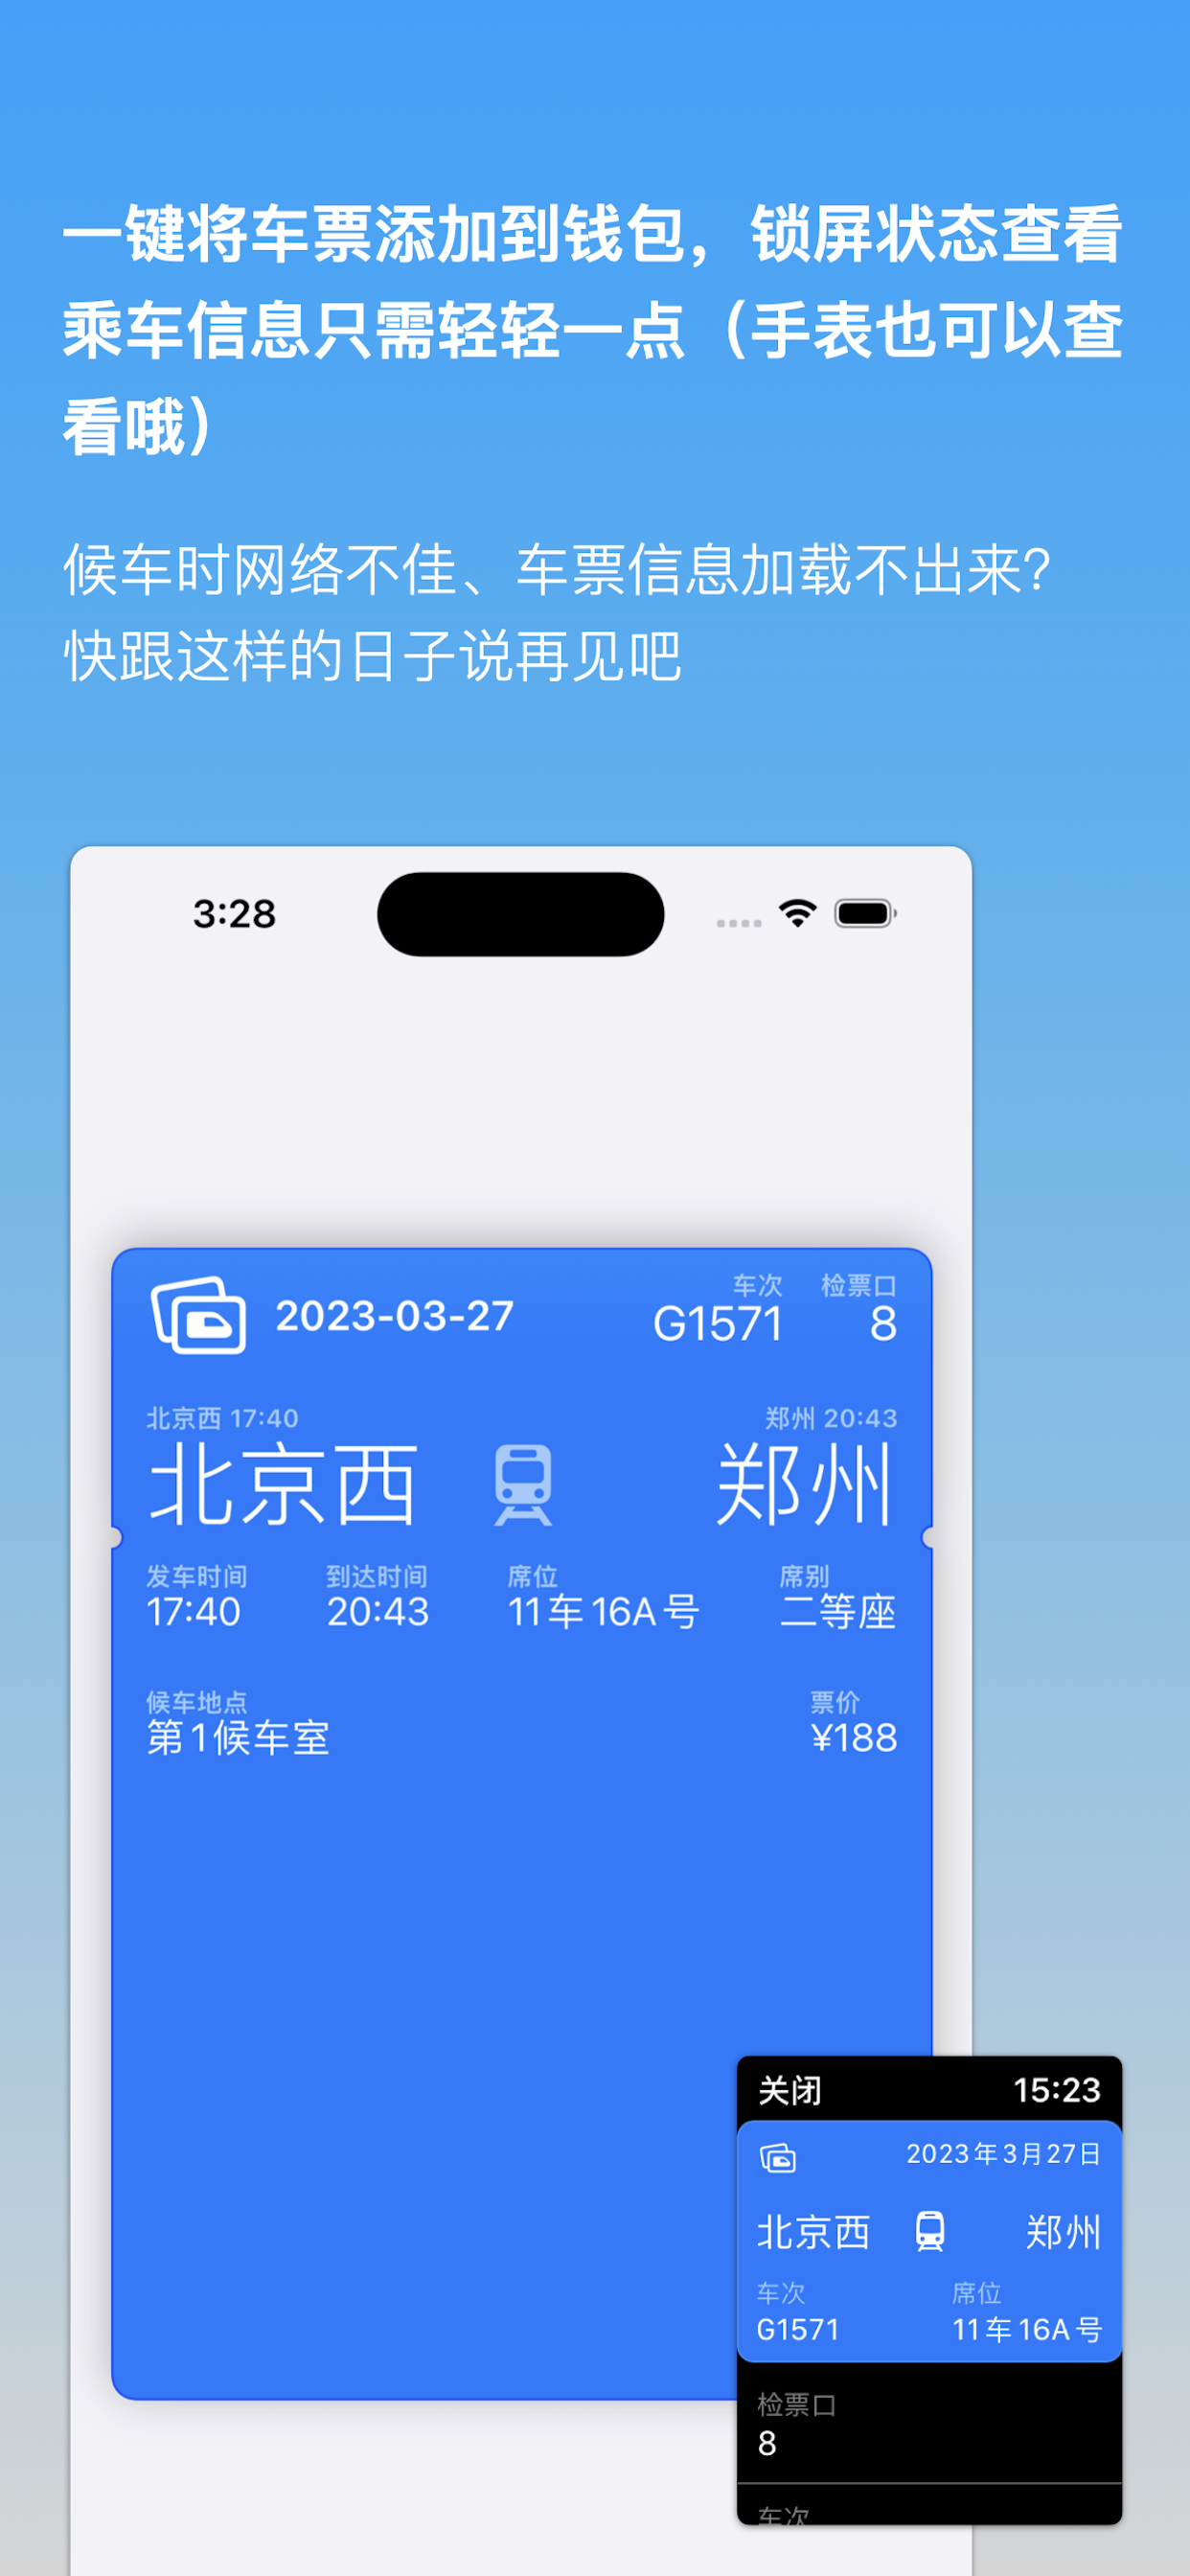 一键将车票添加到钱包，锁屏状态查看
乘车信息只需轻轻一点（手表也可以查
看哦）
候车时网络不佳、车票信息加载不出来？
快跟这样的日子说再见吧
3:28
2023-03-27
车次 检票口
G1571 8
北京西 17:40 郑州 20:43
北京西 郑州
发车时间 到达时间 席位 席别
17:40 20:43 11车16A号 二等座
候车地点 票价
第1候车室 ¥188
关闭 15:23
2023年3月27日
北京西 郑州
车次 席位
G1571 11车16A号
检票口
8
车次